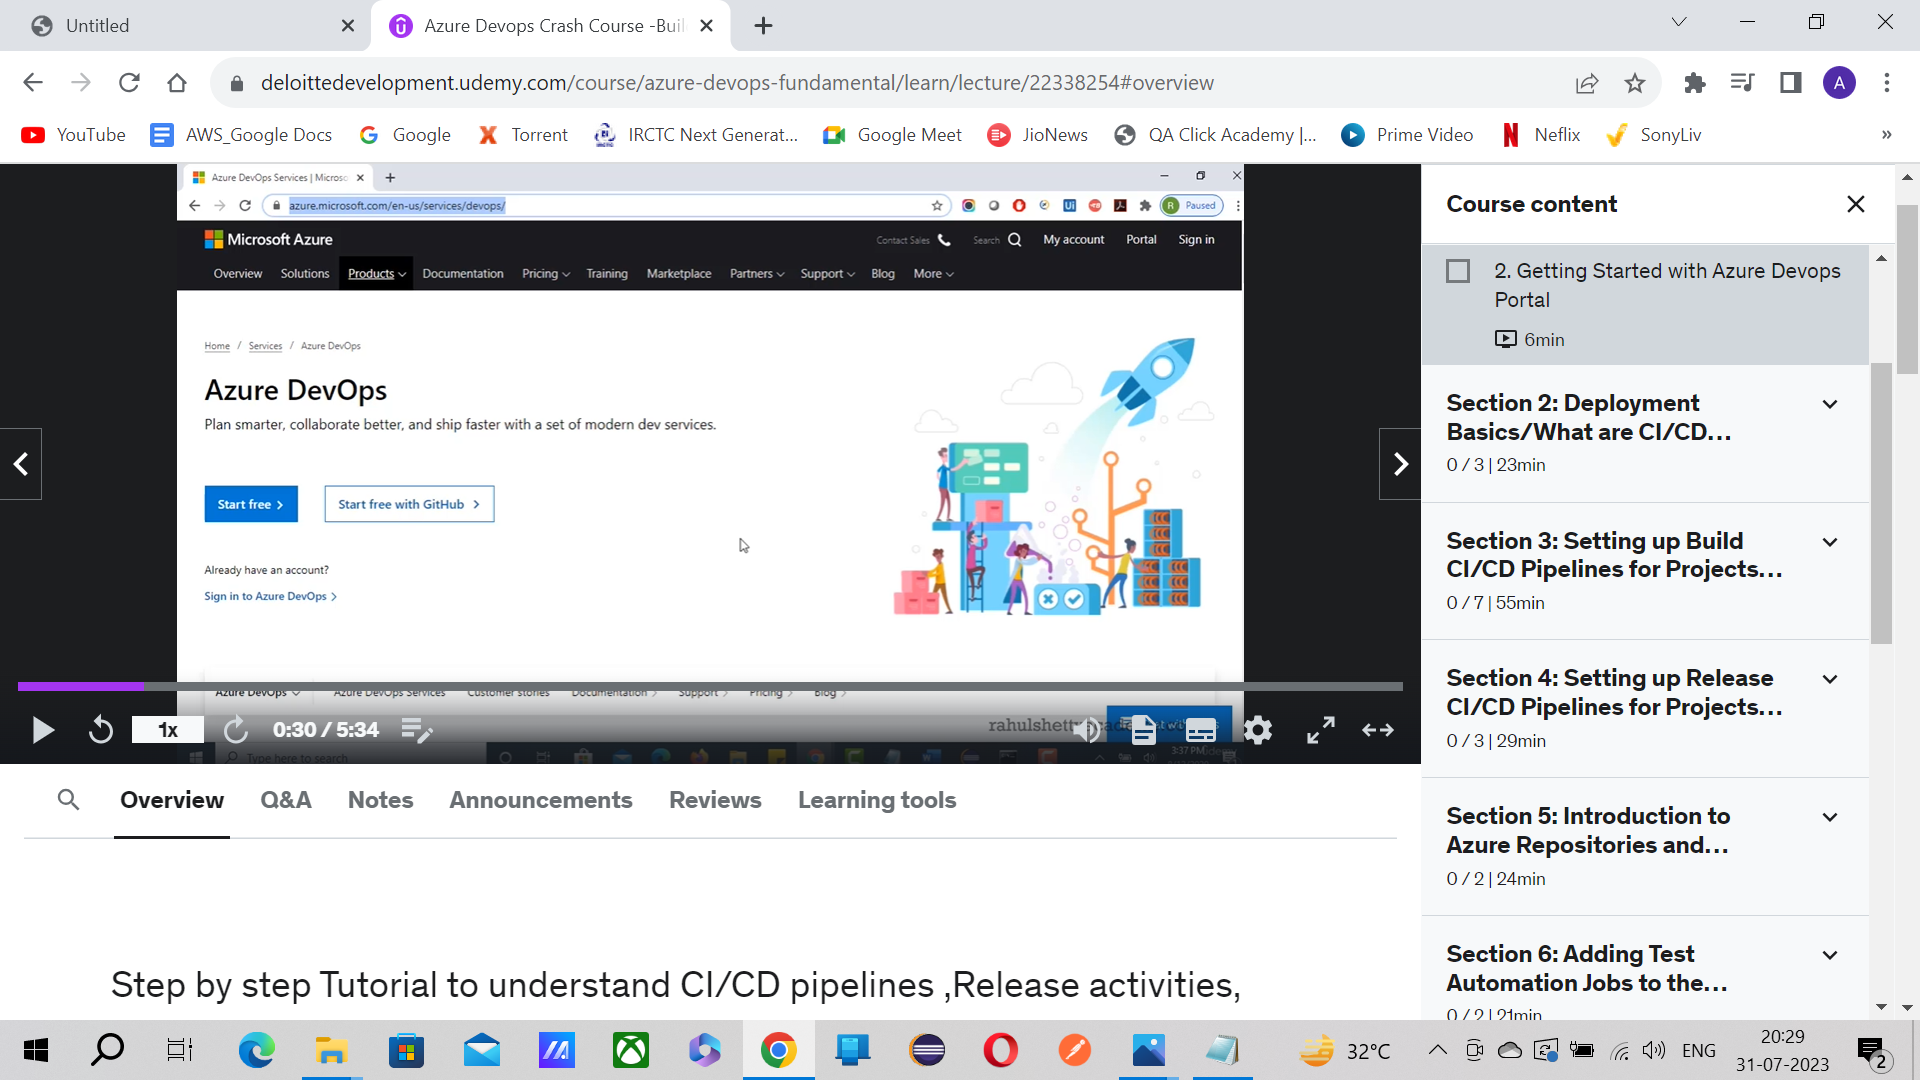 Untitled
Azure Devops Crash Course -Buil
deloittedevelopment.udemy.com/course/azure-devops-fundamental/learn/lecture/22338254#overview
A
YouTube AWS_Google Docs Google Torrent IRCTC Next Generat... Google Meet JioNews QA Click Academy |... Prime Video Neflix SonyLiv »
Azure DevOps Services | Microso
azure.microsoft.com/en-us/services/devops/
R Paused
Microsoft Azure
Contact Sales Search My account Portal Sign in
Overview Solutions Products Documentation Pricing Training Marketplace Partners Support Blog More
Home / Services / Azure DevOps
Azure DevOps
Plan smarter, collaborate better, and ship faster with a set of modern dev services.
Start free >
Start free with GitHub >
Already have an account?
Sign in to Azure DevOps >
Azure DevOps Azure DevOps Services Customer stories Documentation Support Pricing Blog
1x
0:30 / 5:34
Type here to search
3:37 PM
Course content
2. Getting Started with Azure Devops
Portal
6min
Section 2: Deployment
Basics/What are CI/CD...
0 / 3 | 23min
Section 3: Setting up Build
CI/CD Pipelines for Projects...
0 / 7 | 55min
Section 4: Setting up Release
CI/CD Pipelines for Projects...
0 / 3 | 29min
Section 5: Introduction to
Azure Repositories and...
0 / 2 | 24min
Section 6: Adding Test
Automation Jobs to the...
0 / 2 | 21min
Overview Q&A Notes Announcements Reviews Learning tools
Step by step Tutorial to understand CI/CD pipelines ,Release activities,
32°C
ENG
20:29
31-07-2023
2